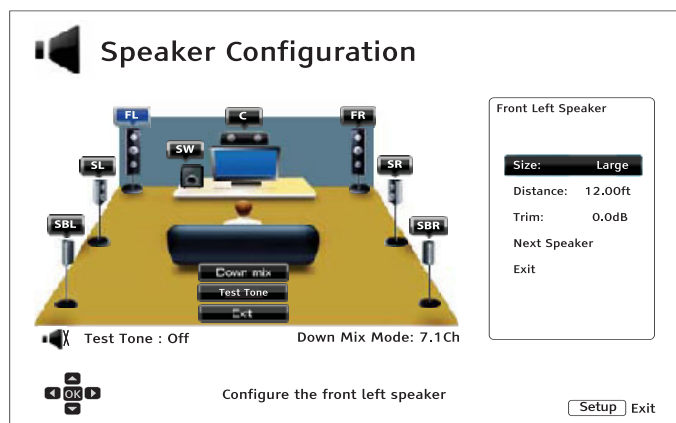 Speaker Configuration
FL
C
FR
SW
SL
SR
SBL
SBR
Down mix
Test Tone
Exit
Test Tone : Off
Down Mix Mode: 7.1Ch
Front Left Speaker
Size: Large
Distance: 12.00ft
Trim: 0.0dB
Next Speaker
Exit
OK
Configure the front left speaker
Setup Exit